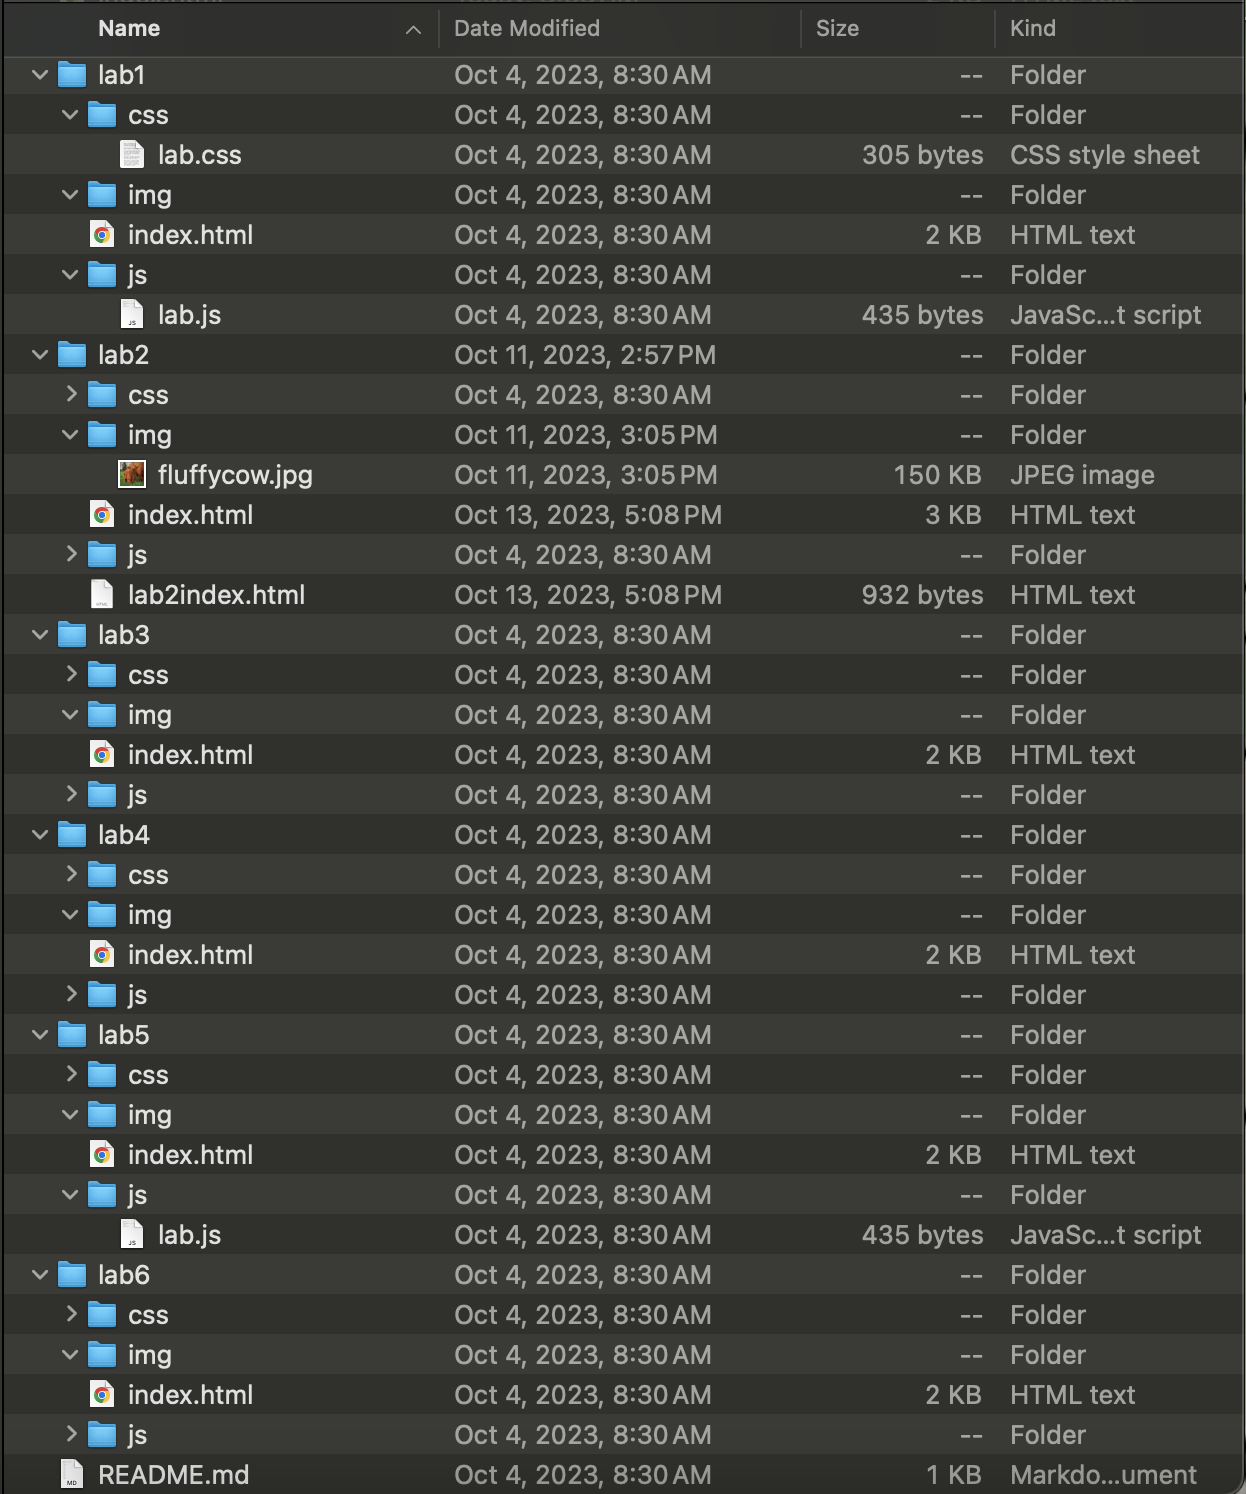 Name Date Modified Size Kind
lab1 Oct 4, 2023, 8:30 AM -- Folder
css Oct 4, 2023, 8:30 AM -- Folder
lab.css Oct 4, 2023, 8:30 AM 305 bytes CSS style sheet
img Oct 4, 2023, 8:30 AM -- Folder
index.html Oct 4, 2023, 8:30 AM 2 KB HTML text
js Oct 4, 2023, 8:30 AM -- Folder
lab.js Oct 4, 2023, 8:30 AM 435 bytes JavaSc...t script
lab2 Oct 11, 2023, 2:57 PM -- Folder
css Oct 4, 2023, 8:30 AM -- Folder
img Oct 11, 2023, 3:05 PM -- Folder
fluffycow.jpg Oct 11, 2023, 3:05 PM 150 KB JPEG image
index.html Oct 13, 2023, 5:08 PM 3 KB HTML text
js Oct 4, 2023, 8:30 AM -- Folder
lab2index.html Oct 13, 2023, 5:08 PM 932 bytes HTML text
lab3 Oct 4, 2023, 8:30 AM -- Folder
css Oct 4, 2023, 8:30 AM -- Folder
img Oct 4, 2023, 8:30 AM -- Folder
index.html Oct 4, 2023, 8:30 AM 2 KB HTML text
js Oct 4, 2023, 8:30 AM -- Folder
lab4 Oct 4, 2023, 8:30 AM -- Folder
css Oct 4, 2023, 8:30 AM -- Folder
img Oct 4, 2023, 8:30 AM -- Folder
index.html Oct 4, 2023, 8:30 AM 2 KB HTML text
js Oct 4, 2023, 8:30 AM -- Folder
lab5 Oct 4, 2023, 8:30 AM -- Folder
css Oct 4, 2023, 8:30 AM -- Folder
img Oct 4, 2023, 8:30 AM -- Folder
index.html Oct 4, 2023, 8:30 AM 2 KB HTML text
js Oct 4, 2023, 8:30 AM -- Folder
lab.js Oct 4, 2023, 8:30 AM 435 bytes JavaSc...t script
lab6 Oct 4, 2023, 8:30 AM -- Folder
css Oct 4, 2023, 8:30 AM -- Folder
img Oct 4, 2023, 8:30 AM -- Folder
index.html Oct 4, 2023, 8:30 AM 2 KB HTML text
js Oct 4, 2023, 8:30 AM -- Folder
README.md Oct 4, 2023, 8:30 AM 1 KB Markdo...ument